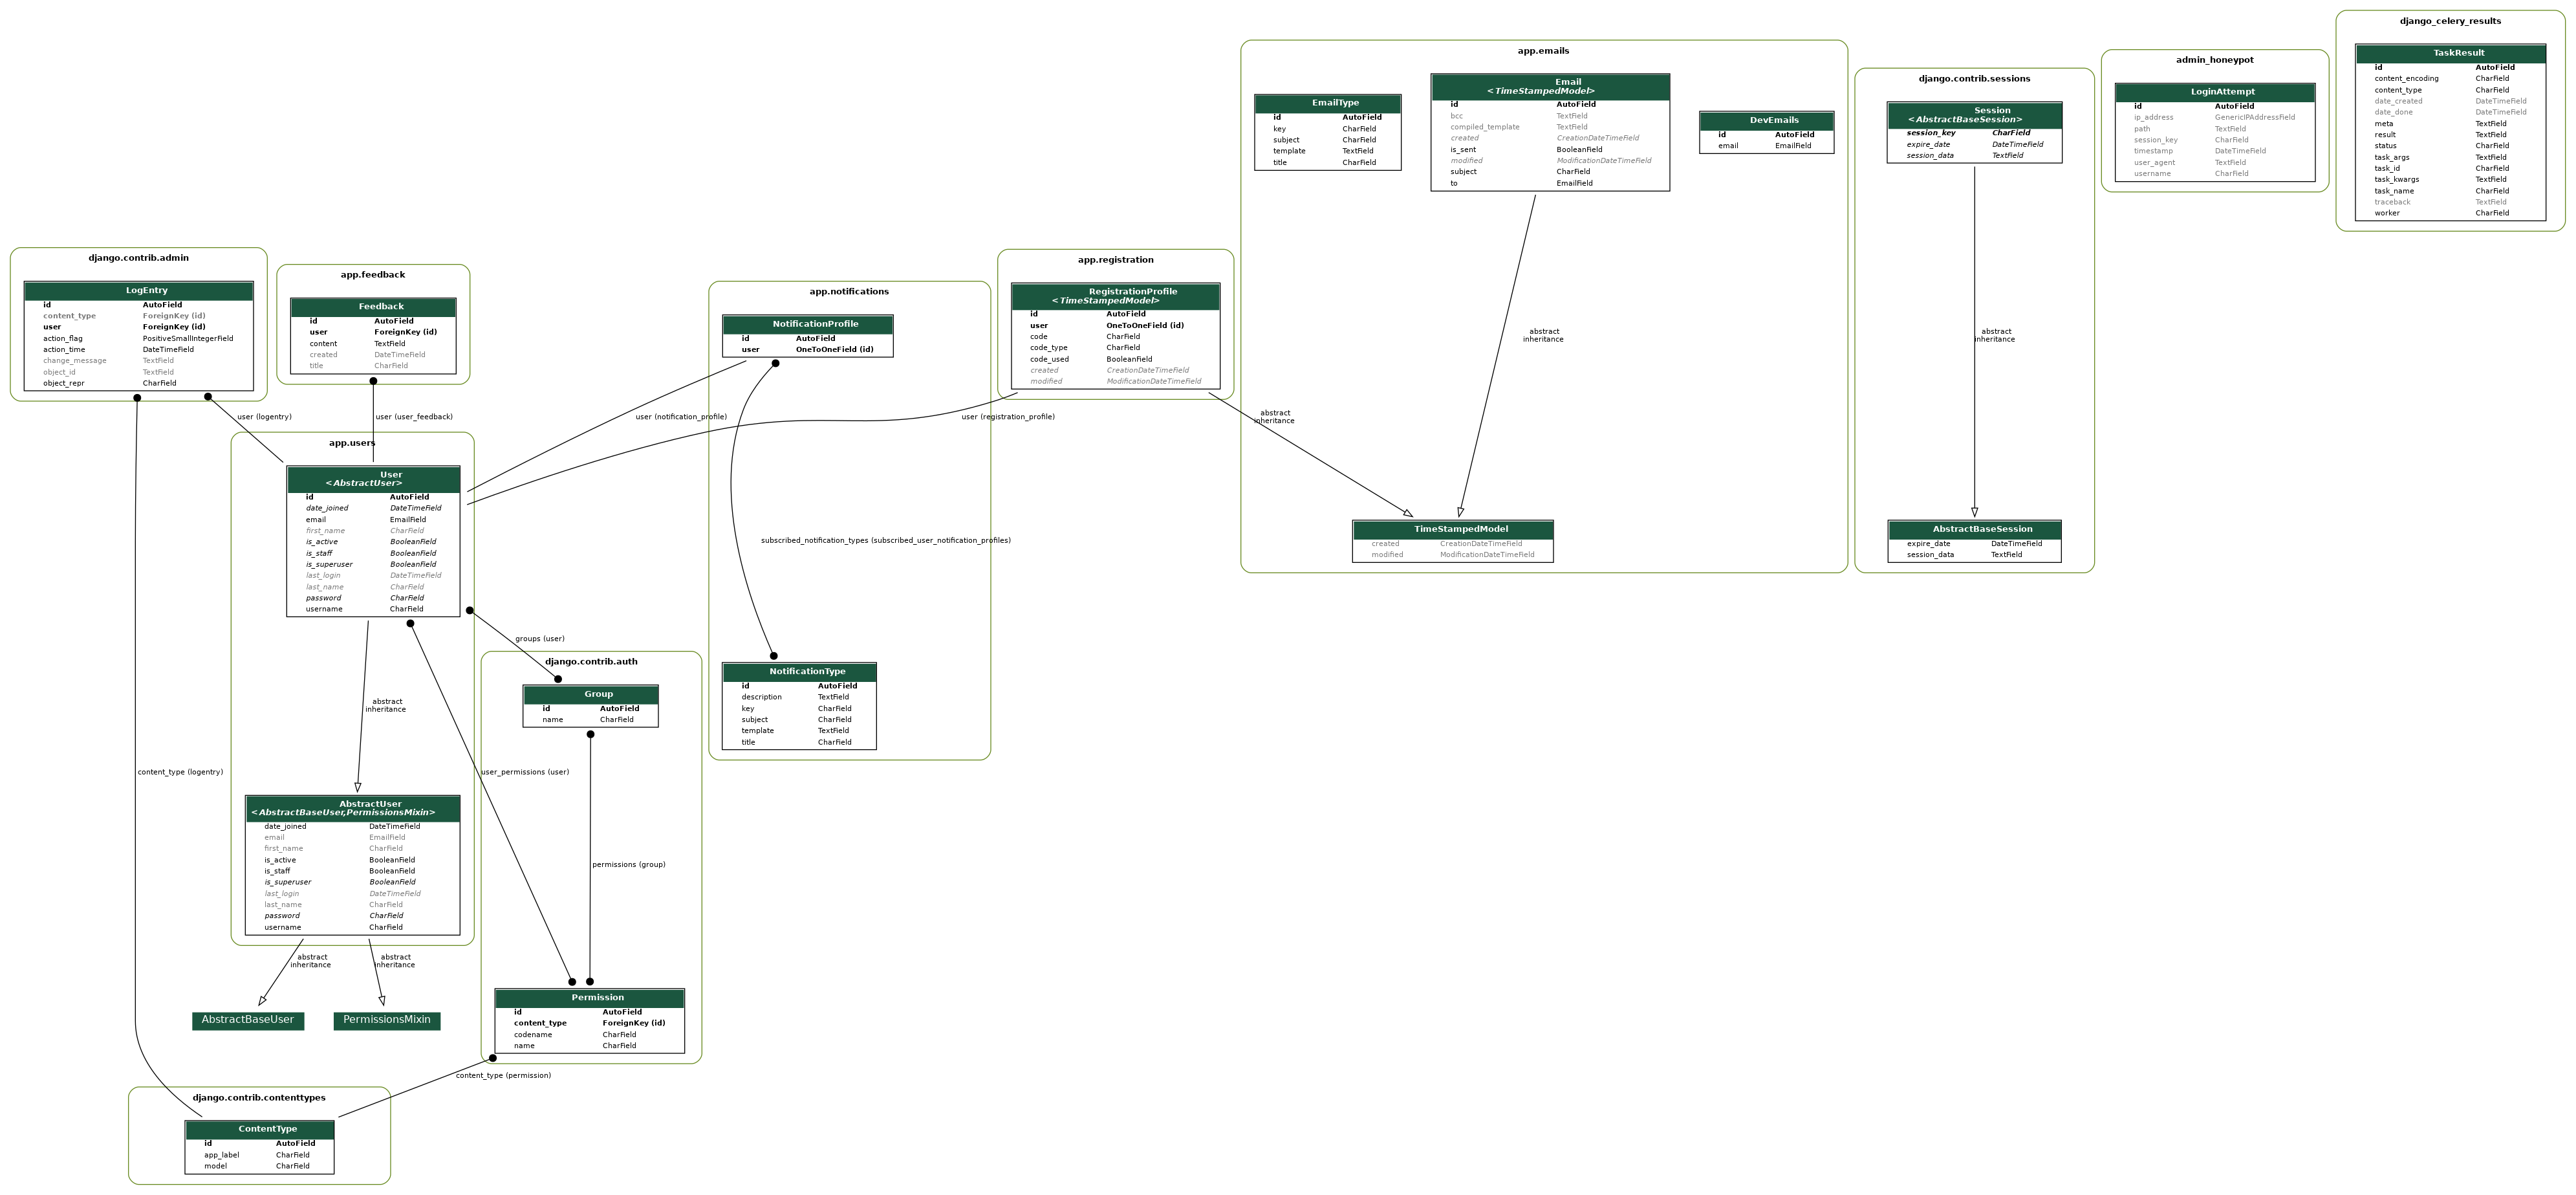 django.contrib.admin
LogEntry
id AutoField
content_type ForeignKey (id)
user ForeignKey (id)
action_flag PositiveSmallIntegerField
action_time DateTimeField
change_message TextField
object_id TextField
object_repr CharField
app.feedback
Feedback
id AutoField
user ForeignKey (id)
content TextField
created DateTimeField
title CharField
app.notifications
NotificationProfile
id AutoField
user OneToOneField (id)
app.registration
RegistrationProfile
<TimeStampedModel>
id AutoField
user OneToOneField (id)
code CharField
code_type CharField
code_used BooleanField
created CreationDateTimeField
modified ModificationDateTimeField
app.emails
EmailType
id AutoField
key CharField
subject CharField
template TextField
title CharField
Email
<TimeStampedModel>
id AutoField
bcc TextField
compiled_template TextField
created CreationDateTimeField
is_sent BooleanField
modified ModificationDateTimeField
subject CharField
to EmailField
DevEmails
id AutoField
email EmailField
django.contrib.sessions
Session
<AbstractBaseSession>
session_key CharField
expire_date DateTimeField
session_data TextField
admin_honeypot
LoginAttempt
id AutoField
ip_address GenericIPAddressField
path TextField
session_key CharField
timestamp DateTimeField
user_agent TextField
username CharField
django_celery_results
TaskResult
id AutoField
content_encoding CharField
content_type CharField
date_created DateTimeField
date_done DateTimeField
meta TextField
result TextField
status CharField
task_args TextField
task_id CharField
task_kwargs TextField
task_name CharField
traceback TextField
worker CharField
user (logentry)
user (user_feedback)
user (notification_profile)
user (registration_profile)
abstract
inheritance
abstract
inheritance
abstract
inheritance
app.users
User
<AbstractUser>
id AutoField
date_joined DateTimeField
email EmailField
first_name CharField
is_active BooleanField
is_staff BooleanField
is_superuser BooleanField
last_login DateTimeField
last_name CharField
password CharField
username CharField
subscribed_notification_types (subscribed_user_notification_profiles)
TimeStampedModel
created CreationDateTimeField
modified ModificationDateTimeField
AbstractBaseSession
expire_date DateTimeField
session_data TextField
groups (user)
django.contrib.auth
Group
id AutoField
name CharField
NotificationType
id AutoField
description TextField
key CharField
subject CharField
template TextField
title CharField
abstract
inheritance
content_type (logentry)
user_permissions (user)
permissions (group)
AbstractUser
<AbstractBaseUser,PermissionsMixin>
date_joined DateTimeField
email EmailField
first_name CharField
is_active BooleanField
is_staff BooleanField
is_superuser BooleanField
last_login DateTimeField
last_name CharField
password CharField
username CharField
abstract
inheritance
abstract
inheritance
AbstractBaseUser
PermissionsMixin
Permission
id AutoField
content_type ForeignKey (id)
codename CharField
name CharField
content_type (permission)
django.contrib.contenttypes
ContentType
id AutoField
app_label CharField
model CharField